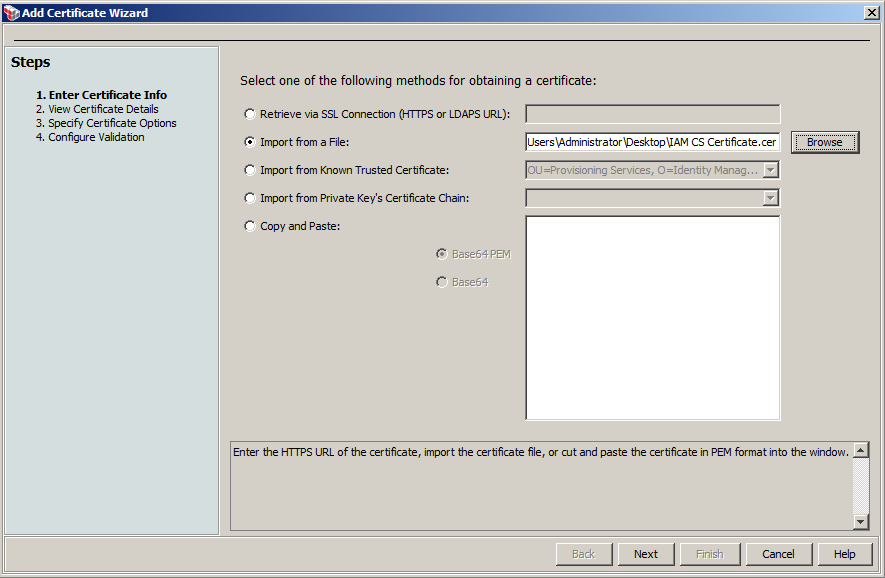 Add Certificate Wizard
Steps
1. Enter Certificate Info
2. View Certificate Details
3. Specify Certificate Options
4. Configure Validation
Select one of the following methods for obtaining a certificate:
Retrieve via SSL Connection (HTTPS or LDAPS URL):
Import from a File: Users\Administrator\Desktop\IAM CS Certificate.cer Browse
Import from Known Trusted Certificate: OU=Provisioning Services, O=Identity Manag...
Import from Private Key's Certificate Chain:
Copy and Paste:
Base64 PEM
Base64
Enter the HTTPS URL of the certificate, import the certificate file, or cut and paste the certificate in PEM format into the window.
Back Next Finish Cancel Help